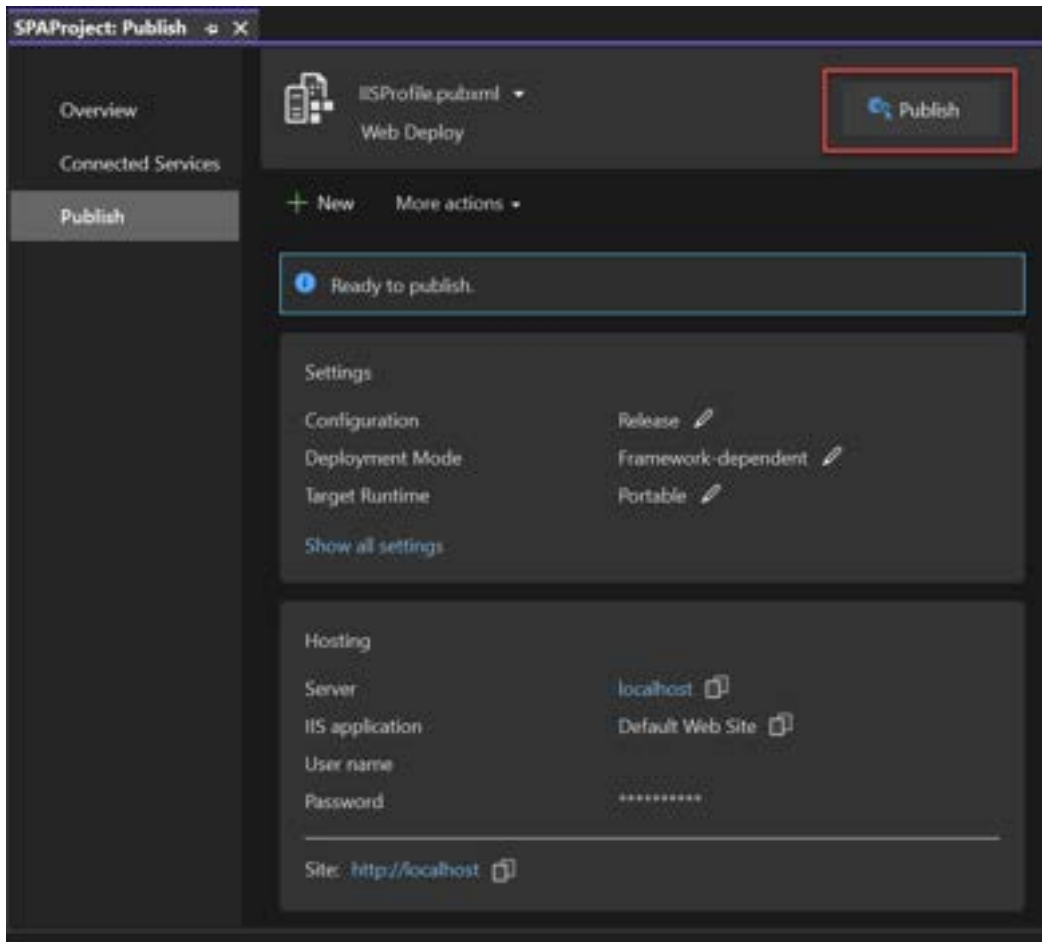 SPAProject: Publish
Overview
Connected Services
Publish
IISProfile.pubxml
Web Deploy
Publish
New More actions
Ready to publish.
Settings
Configuration Release
Deployment Mode Framework-dependent
Target Runtime Portable
Show all settings
Hosting
Server localhost
IIS application Default Web Site
User name
Password **********
Site: http://localhost